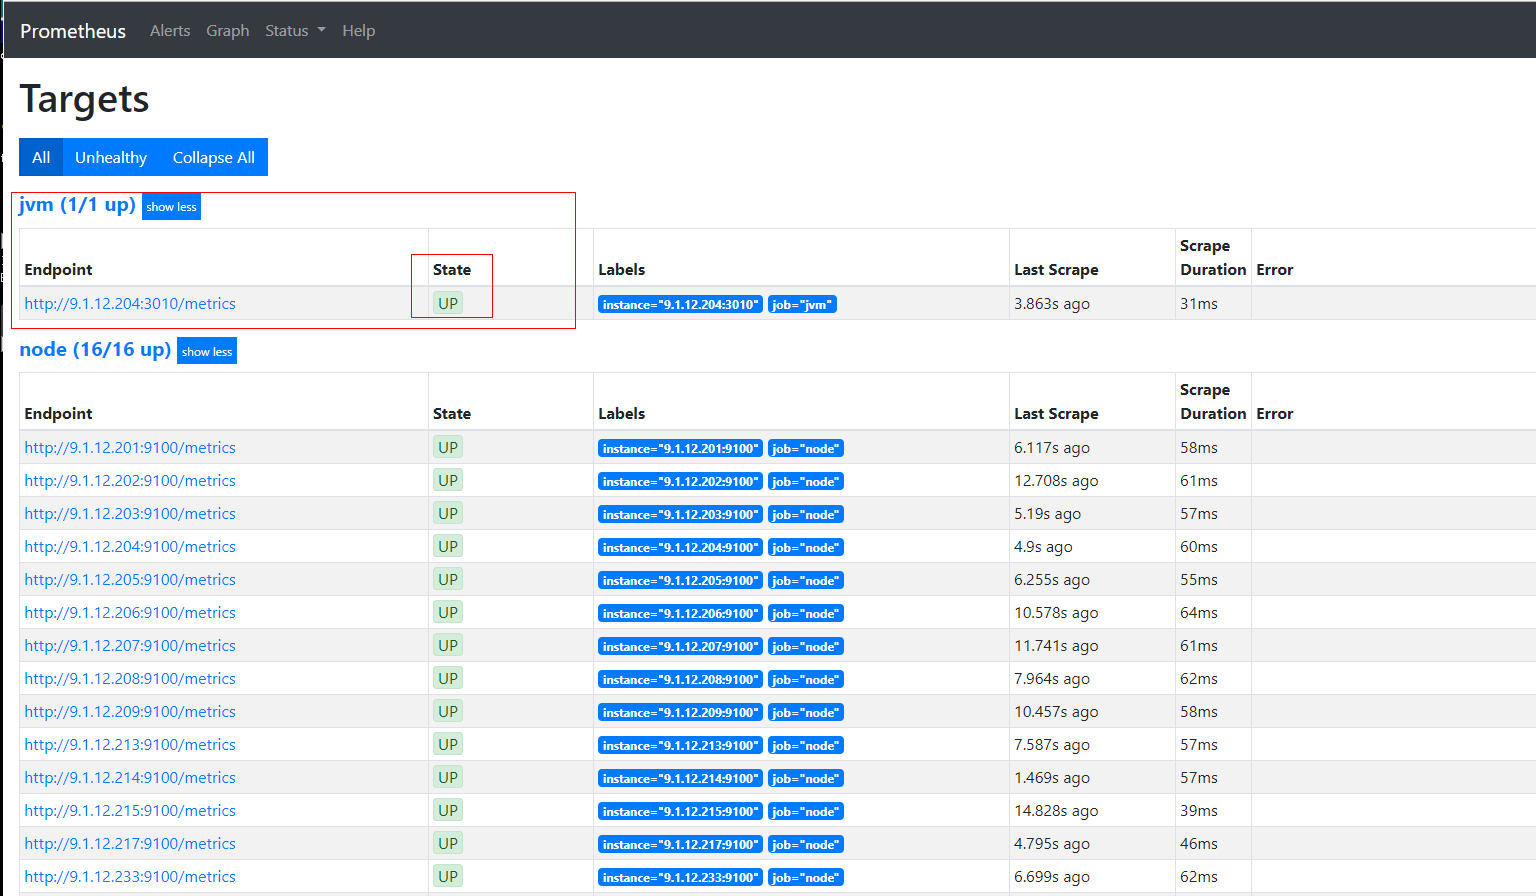 Prometheus Alerts Graph Status Help
Targets
All Unhealthy Collapse All
jvm (1/1 up) show less
Endpoint State Labels Last Scrape Scrape Duration Error
http://9.1.12.204:3010/metrics UP instance="9.1.12.204:3010" job="jvm" 3.863s ago 31ms
node (16/16 up) show less
Endpoint State Labels Last Scrape Scrape Duration Error
http://9.1.12.201:9100/metrics UP instance="9.1.12.201:9100" job="node" 6.117s ago 58ms
http://9.1.12.202:9100/metrics UP instance="9.1.12.202:9100" job="node" 12.708s ago 61ms
http://9.1.12.203:9100/metrics UP instance="9.1.12.203:9100" job="node" 5.19s ago 57ms
http://9.1.12.204:9100/metrics UP instance="9.1.12.204:9100" job="node" 4.9s ago 60ms
http://9.1.12.205:9100/metrics UP instance="9.1.12.205:9100" job="node" 6.255s ago 55ms
http://9.1.12.206:9100/metrics UP instance="9.1.12.206:9100" job="node" 10.578s ago 64ms
http://9.1.12.207:9100/metrics UP instance="9.1.12.207:9100" job="node" 11.741s ago 61ms
http://9.1.12.208:9100/metrics UP instance="9.1.12.208:9100" job="node" 7.964s ago 62ms
http://9.1.12.209:9100/metrics UP instance="9.1.12.209:9100" job="node" 10.457s ago 58ms
http://9.1.12.213:9100/metrics UP instance="9.1.12.213:9100" job="node" 7.587s ago 57ms
http://9.1.12.214:9100/metrics UP instance="9.1.12.214:9100" job="node" 1.469s ago 57ms
http://9.1.12.215:9100/metrics UP instance="9.1.12.215:9100" job="node" 14.828s ago 39ms
http://9.1.12.217:9100/metrics UP instance="9.1.12.217:9100" job="node" 4.795s ago 46ms
http://9.1.12.233:9100/metrics UP instance="9.1.12.233:9100" job="node" 6.699s ago 62ms